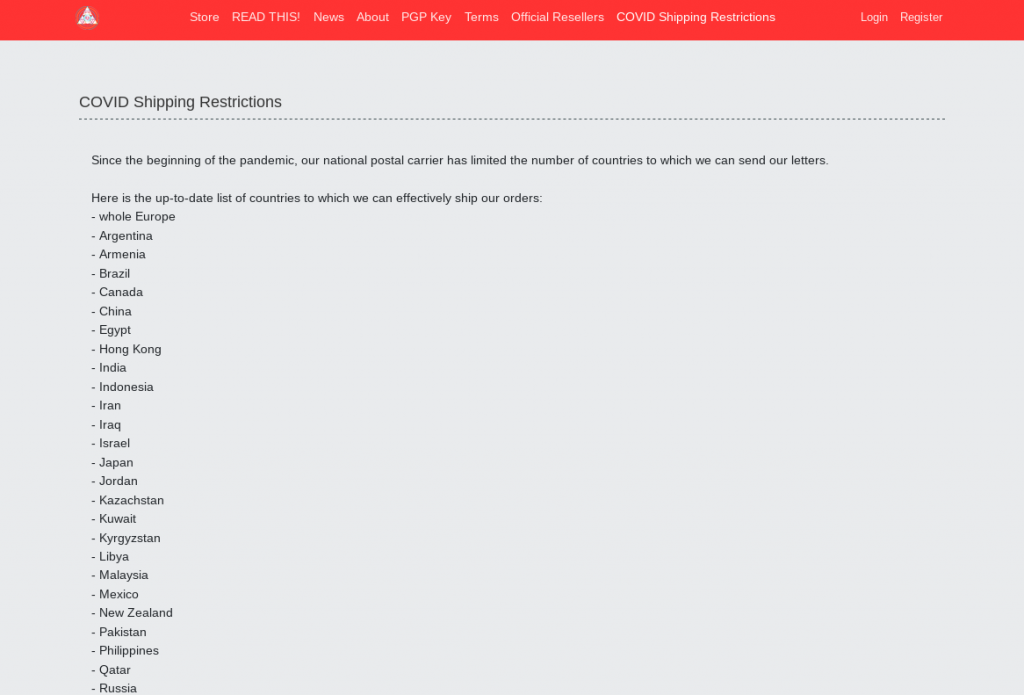 Store READ THIS! News About PGP Key Terms Official Resellers COVID Shipping Restrictions Login Register
COVID Shipping Restrictions
Since the beginning of the pandemic, our national postal carrier has limited the number of countries to which we can send our letters.
Here is the up-to-date list of countries to which we can effectively ship our orders:
- whole Europe
- Argentina
- Armenia
- Brazil
- Canada
- China
- Egypt
- Hong Kong
- India
- Indonesia
- Iran
- Iraq
- Israel
- Japan
- Jordan
- Kazachstan
- Kuwait
- Kyrgyzstan
- Libya
- Malaysia
- Mexico
- New Zealand
- Pakistan
- Philippines
- Qatar
- Russia